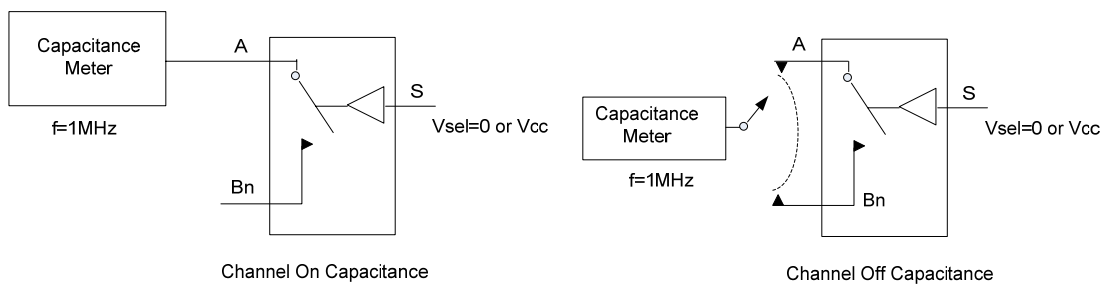 Capacitance
Meter
f=1MHz
A
S
Vsel=0 or Vcc
Bn
Channel On Capacitance
Capacitance
Meter
f=1MHz
A
S
Vsel=0 or Vcc
Bn
Channel Off Capacitance